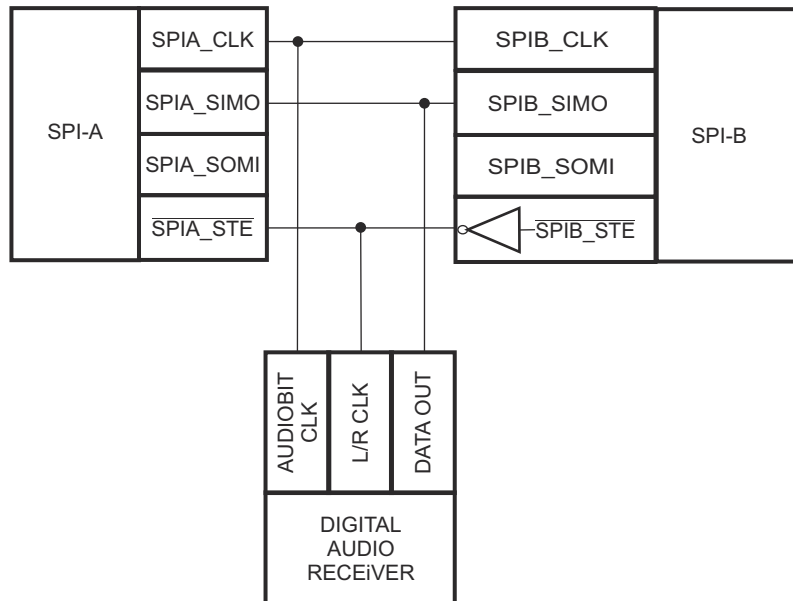 SPI-A
SPIA_CLK
SPIA_SIMO
SPIA_SOMI
SPIA_STE
SPIB_CLK
SPIB_SIMO
SPIB_SOMI
SPIB_STE
SPI-B
AUDIOBIT
CLK
L/R CLK
DATA OUT
DIGITAL
AUDIO
RECEiVER